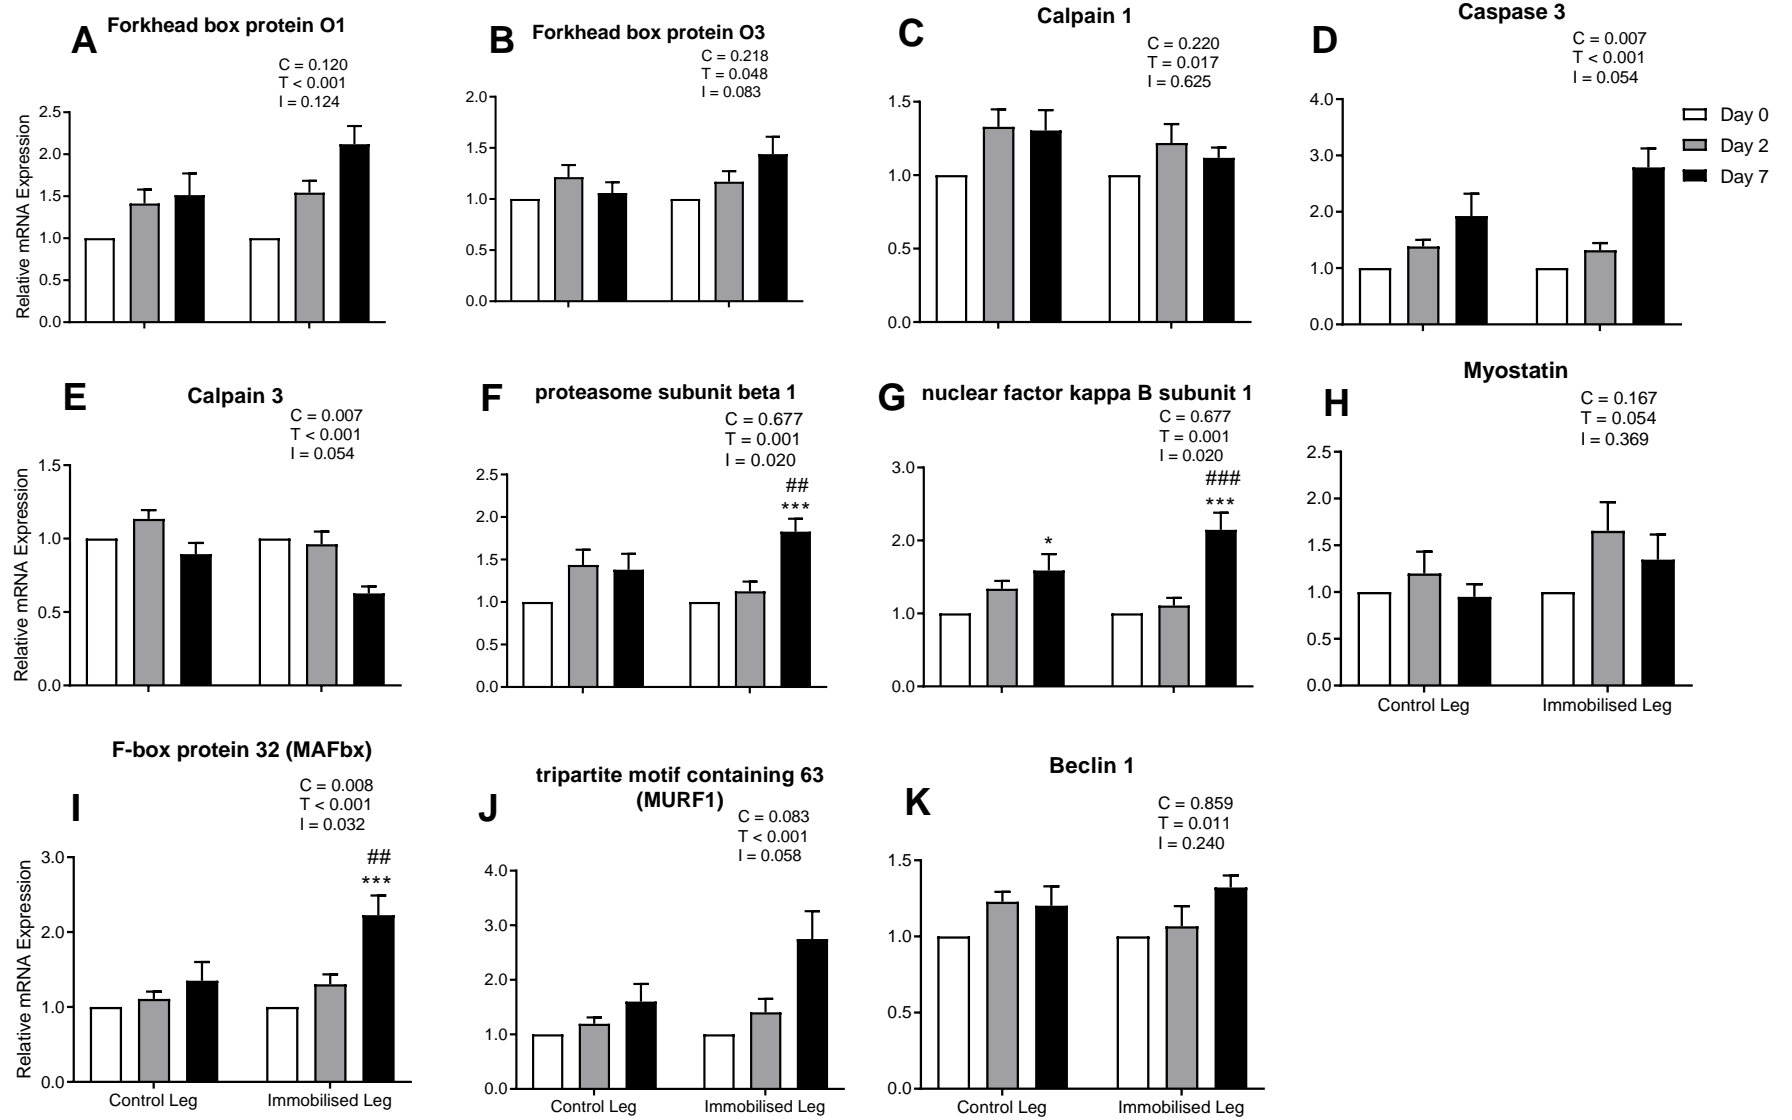 A
Forkhead box protein O1
C = 0.120
T < 0.001
I = 0.124
Relative mRNA Expression
2.5
2.0
1.5
1.0
0.5
0.0
B
Forkhead box protein O3
C = 0.218
T = 0.048
I = 0.083
2.0
1.5
1.0
0.5
0.0
C
Calpain 1
C = 0.220
T = 0.017
I = 0.625
1.5
1.0
0.5
0.0
D
Caspase 3
C = 0.007
T < 0.001
I = 0.054
4.0
3.0
2.0
1.0
0.0
Day 0
Day 2
Day 7
E
Calpain 3
C = 0.007
T < 0.001
I = 0.054
Relative mRNA Expression
1.5
1.0
0.5
0.0
F
proteasome subunit beta 1
C = 0.677
T = 0.001
I = 0.020
2.5
2.0
1.5
1.0
0.5
0.0
##
***
G
nuclear factor kappa B subunit 1
C = 0.677
T = 0.001
I = 0.020
3.0
2.0
1.0
0.0
*
###
***
H
Myostatin
C = 0.167
T = 0.054
I = 0.369
2.5
2.0
1.5
1.0
0.5
0.0
Control Leg
Immobilised Leg
I
F-box protein 32 (MAFbx)
C = 0.008
T < 0.001
I = 0.032
Relative mRNA Expression
3.0
2.0
1.0
0.0
##
***
Control Leg
Immobilised Leg
J
tripartite motif containing 63
(MURF1)
C = 0.083
T < 0.001
I = 0.058
4.0
3.0
2.0
1.0
0.0
Control Leg
Immobilised Leg
K
Beclin 1
C = 0.859
T = 0.011
I = 0.240
1.5
1.0
0.5
0.0
Control Leg
Immobilised Leg